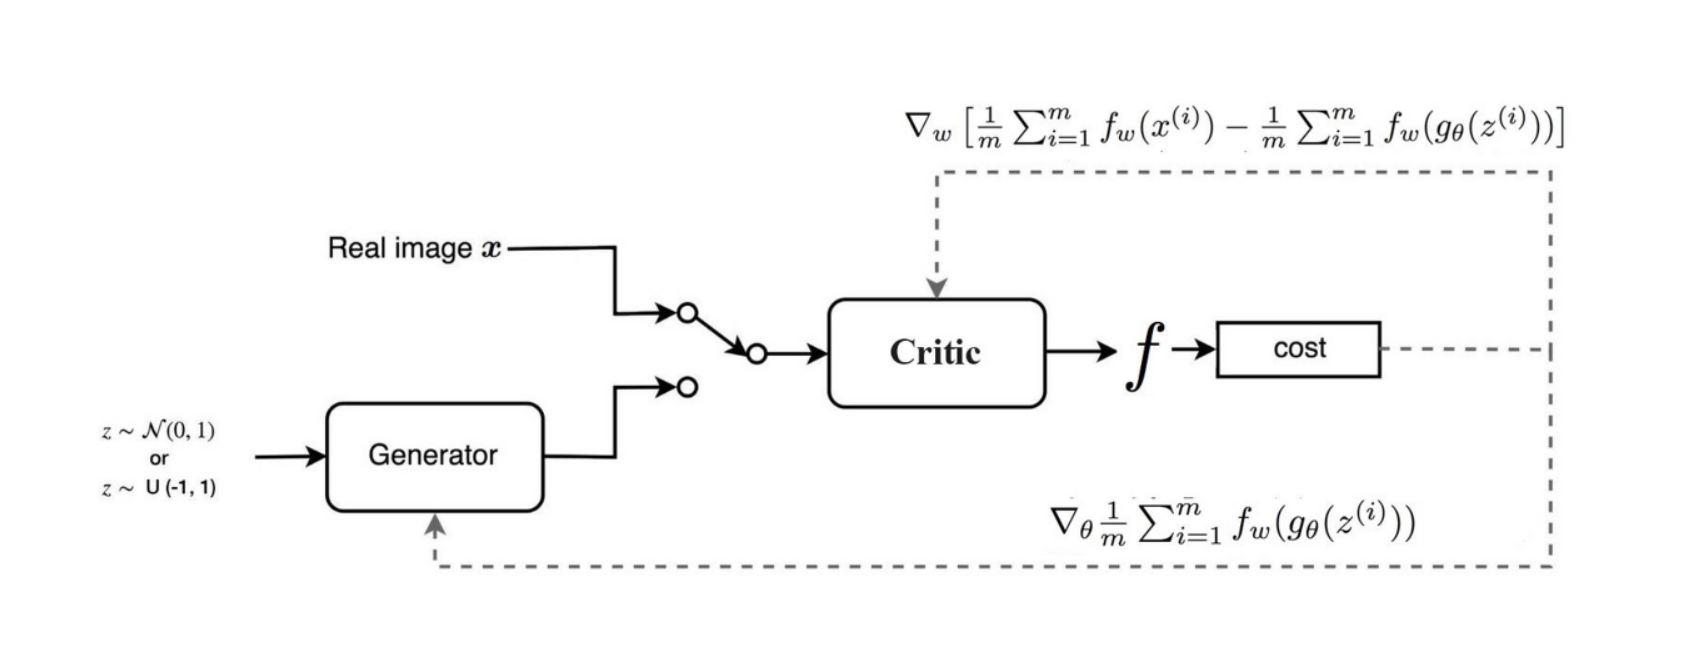 ∇_w [1/m ∑_{i=1}^{m} f_w(x^{(i)}) − 1/m ∑_{i=1}^{m} f_w(g_θ(z^{(i)}))]
Real image x
Critic
f
cost
z ~ 𝒩(0, 1)
or
z ~ U (-1, 1)
Generator
∇_θ 1/m ∑_{i=1}^{m} f_w(g_θ(z^{(i)}))